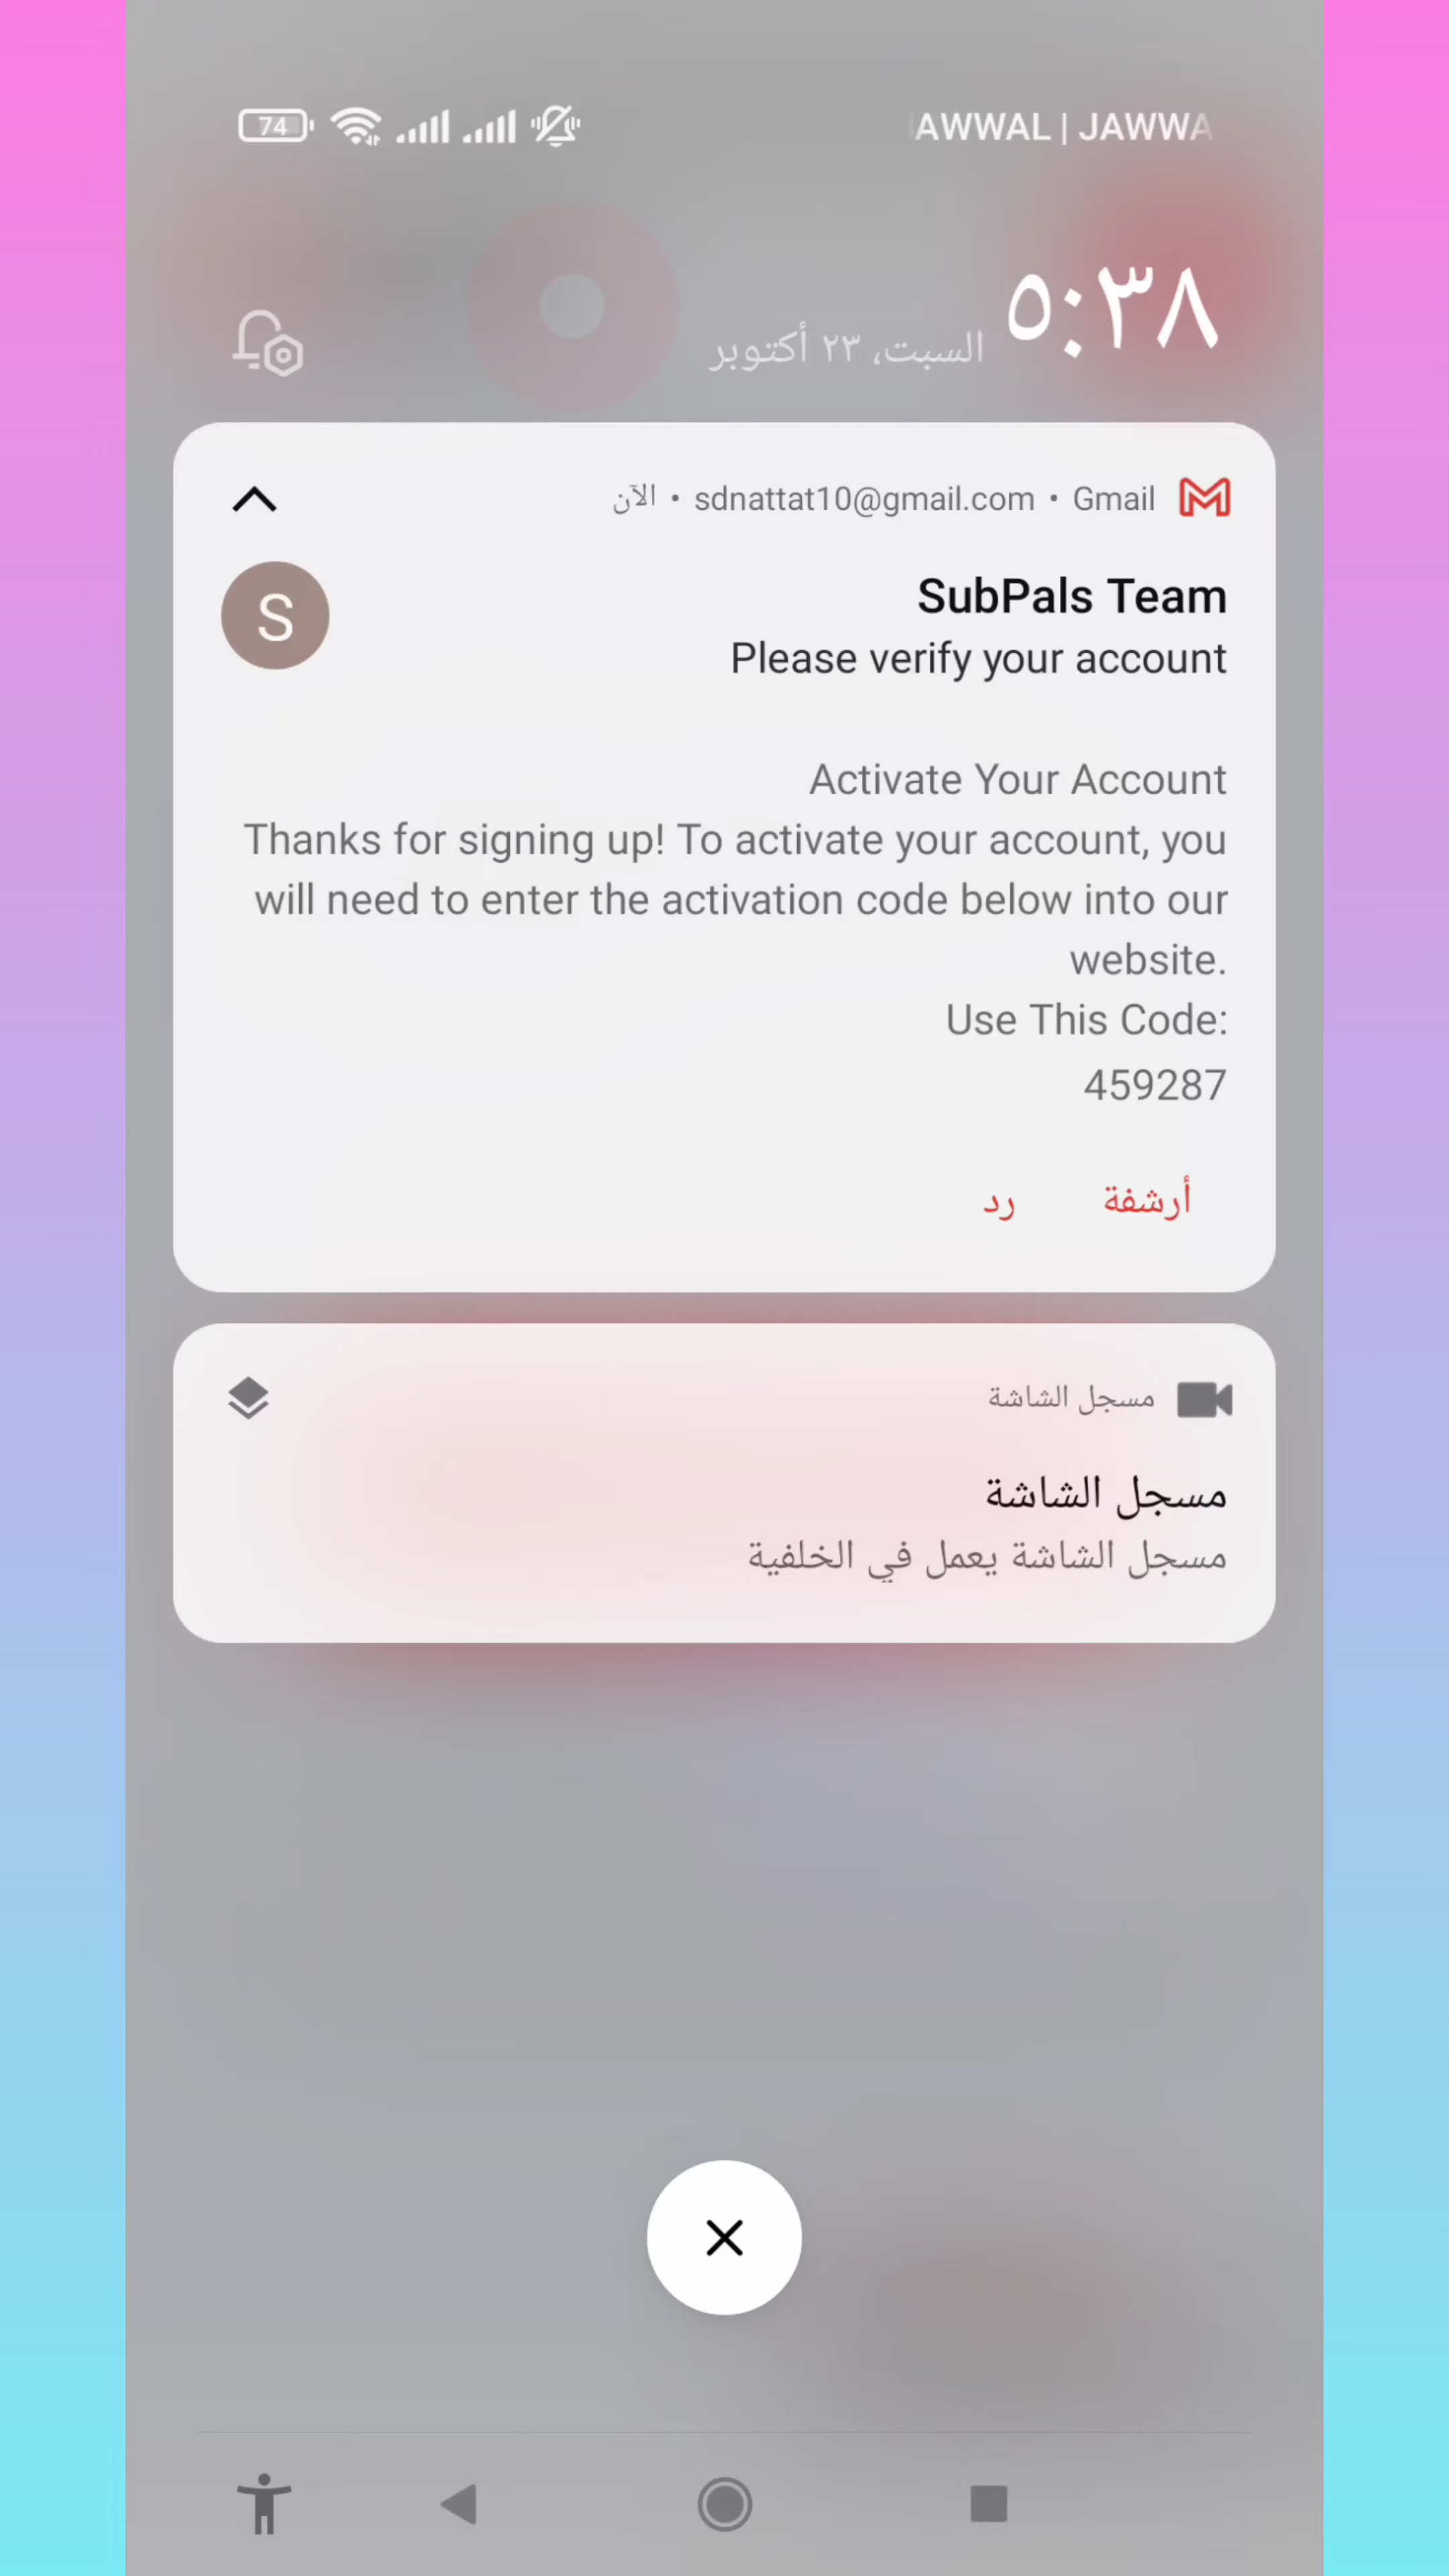 74
AWWAL | JAWWA
٥:٣٨
السبت، ٢٣ أكتوبر
Gmail • sdnattat10@gmail.com • الآن
S
SubPals Team
Please verify your account
Activate Your Account
Thanks for signing up! To activate your account, you
will need to enter the activation code below into our
website.
Use This Code:
459287
أرشفة
رد
مسجل الشاشة
مسجل الشاشة
مسجل الشاشة يعمل في الخلفية